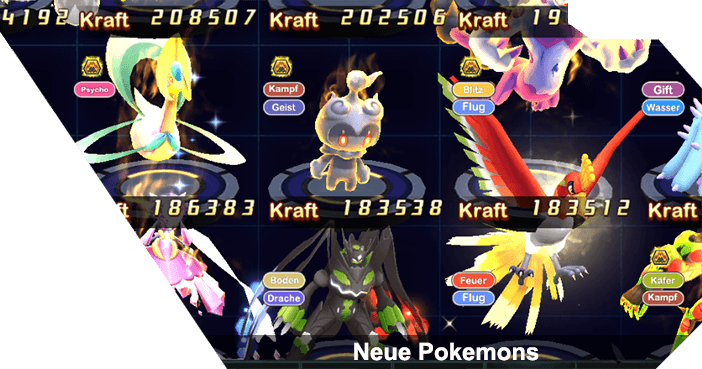 4192 Kraft 208507 Kraft 202506 Kraft 19
Psycho Kampf Geist Blitz Flug Gift Wasser
Kraft 186383 Kraft 183538 Kraft 183512 Kraft
Boden Drache Feuer Flug Käfer Kampf
Neue Pokemons